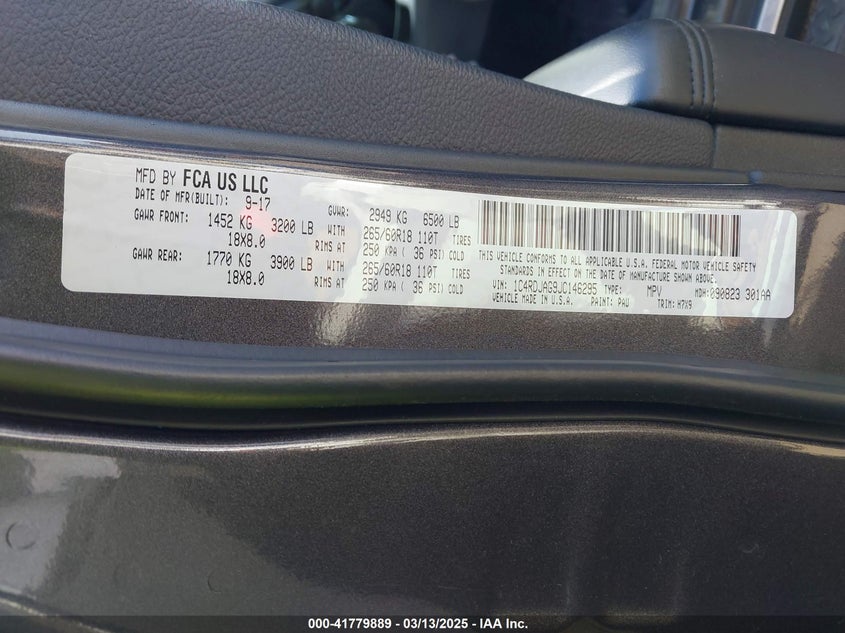 MFD BY FCA US LLC
DATE OF MFR(BUILT): 9-17 GVWR: 2949 KG 6500 LB
GAWR FRONT: 1452 KG 3200 LB WITH 265/60R18 110T TIRES
18X8.0 RIMS AT 250 KPA ( 36 PSI) COLD
GAWR REAR: 1770 KG 3900 LB WITH 265/60R18 110T TIRES
18X8.0 RIMS AT 250 KPA ( 36 PSI) COLD
THIS VEHICLE CONFORMS TO ALL APPLICABLE U.S.A. FEDERAL MOTOR VEHICLE SAFETY
STANDARDS IN EFFECT ON THE DATE OF MANUFACTURE SHOWN ABOVE.
VIN: 1C4RDJAG9JC146295 TYPE: MPV MDH:090823 301AA
VEHICLE MADE IN U.S.A. PAINT: PAU TRIM: H7X9
000-41779889 - 03/13/2025 - IAA Inc.